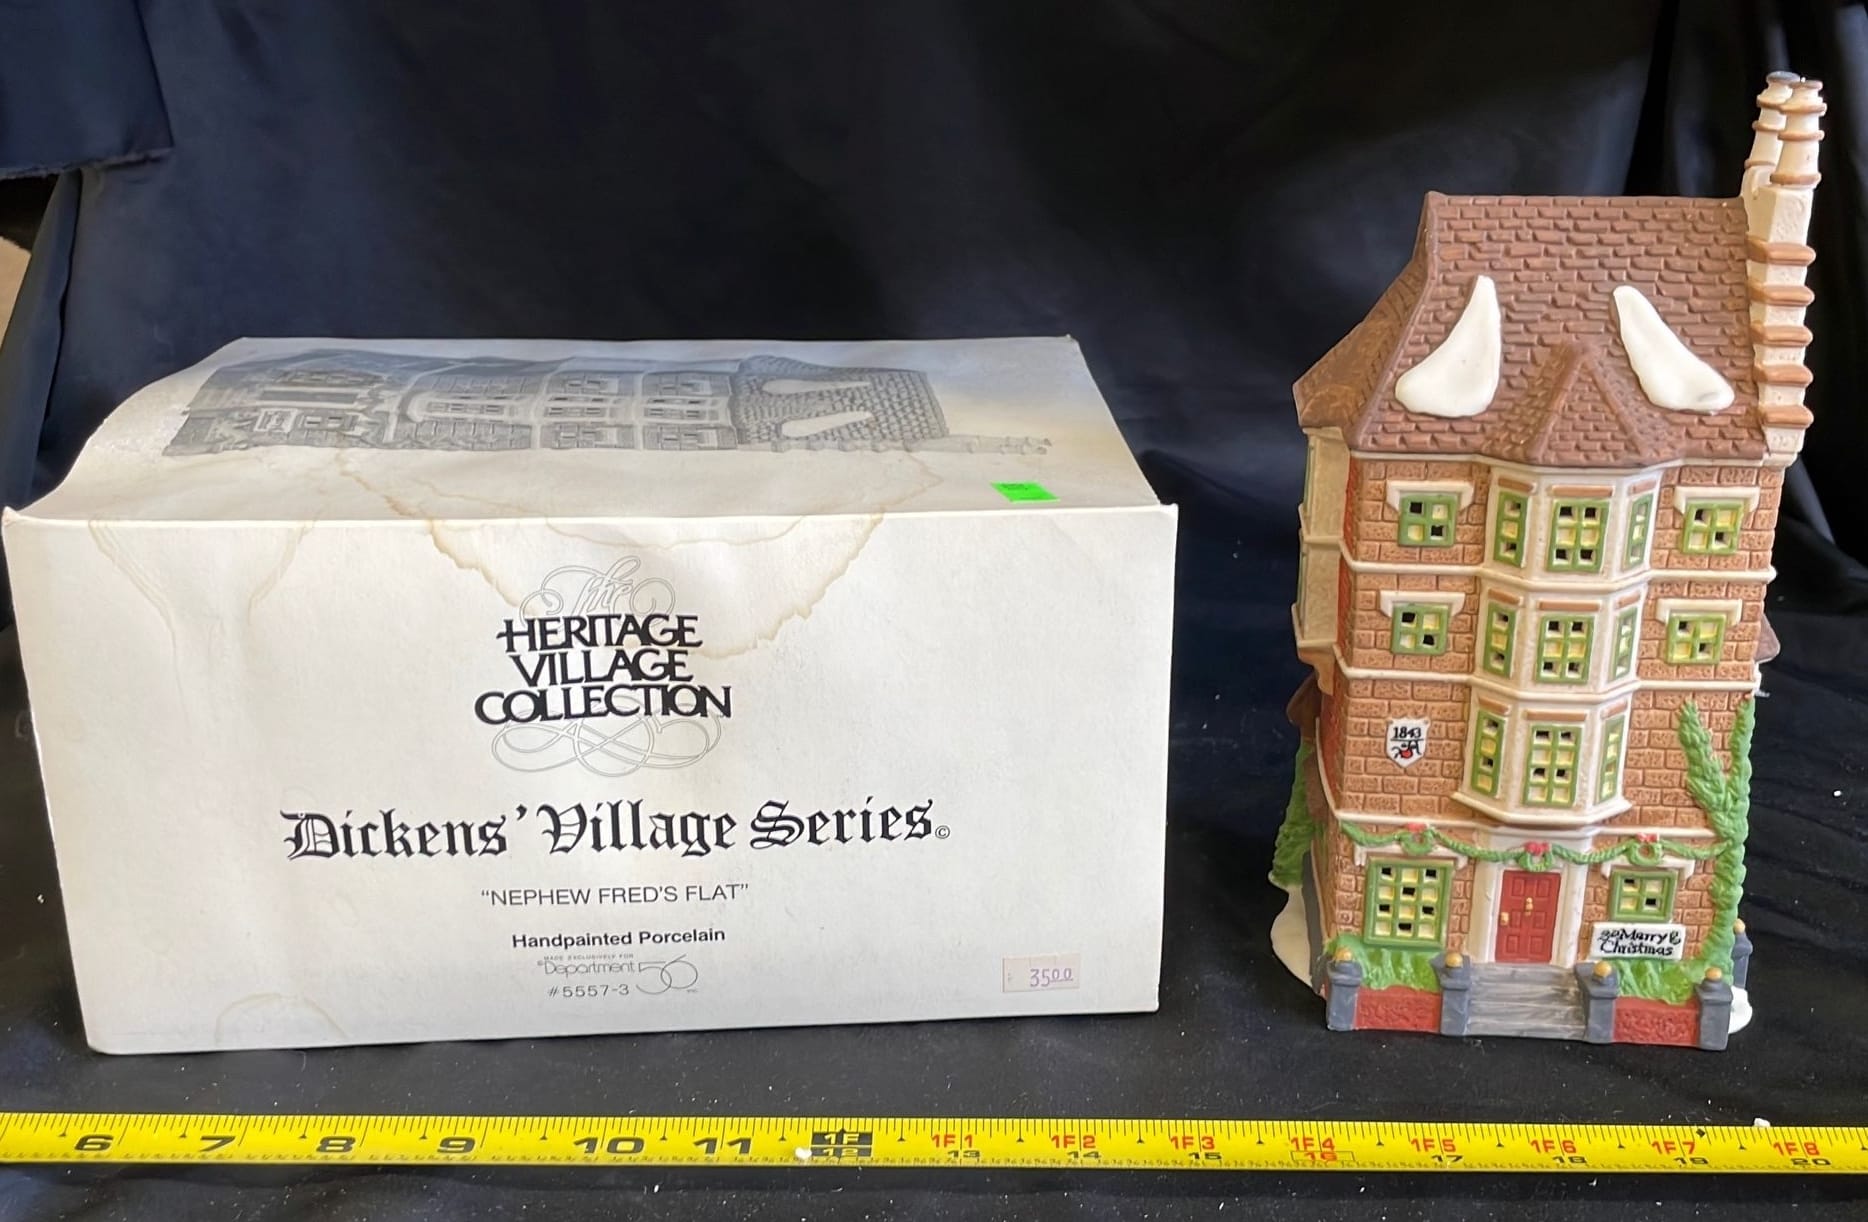 The
HERITAGE
VILLAGE
COLLECTION
Dickens' Village Series©
"NEPHEW FRED'S FLAT"
Handpainted Porcelain
MADE EXCLUSIVELY FOR
Department 56
#5557-3
35.00
1843
Merry
Christmas
6 7 8 9 10 11 1F 1F1 1F2 1F3 1F4 1F5 1F6 1F7 1F8
12 13 14 15 16 17 18 19 20